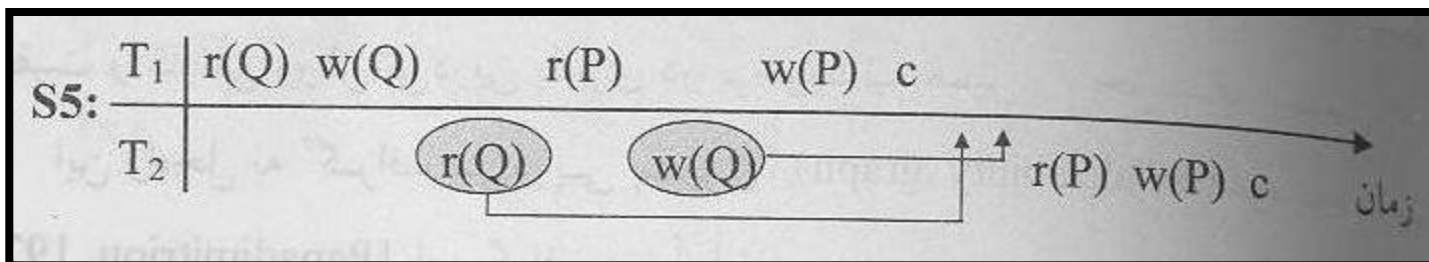 T1 r(Q) w(Q) r(P) w(P) c
S5:
T2 r(Q) w(Q) r(P) w(P) c
زمان